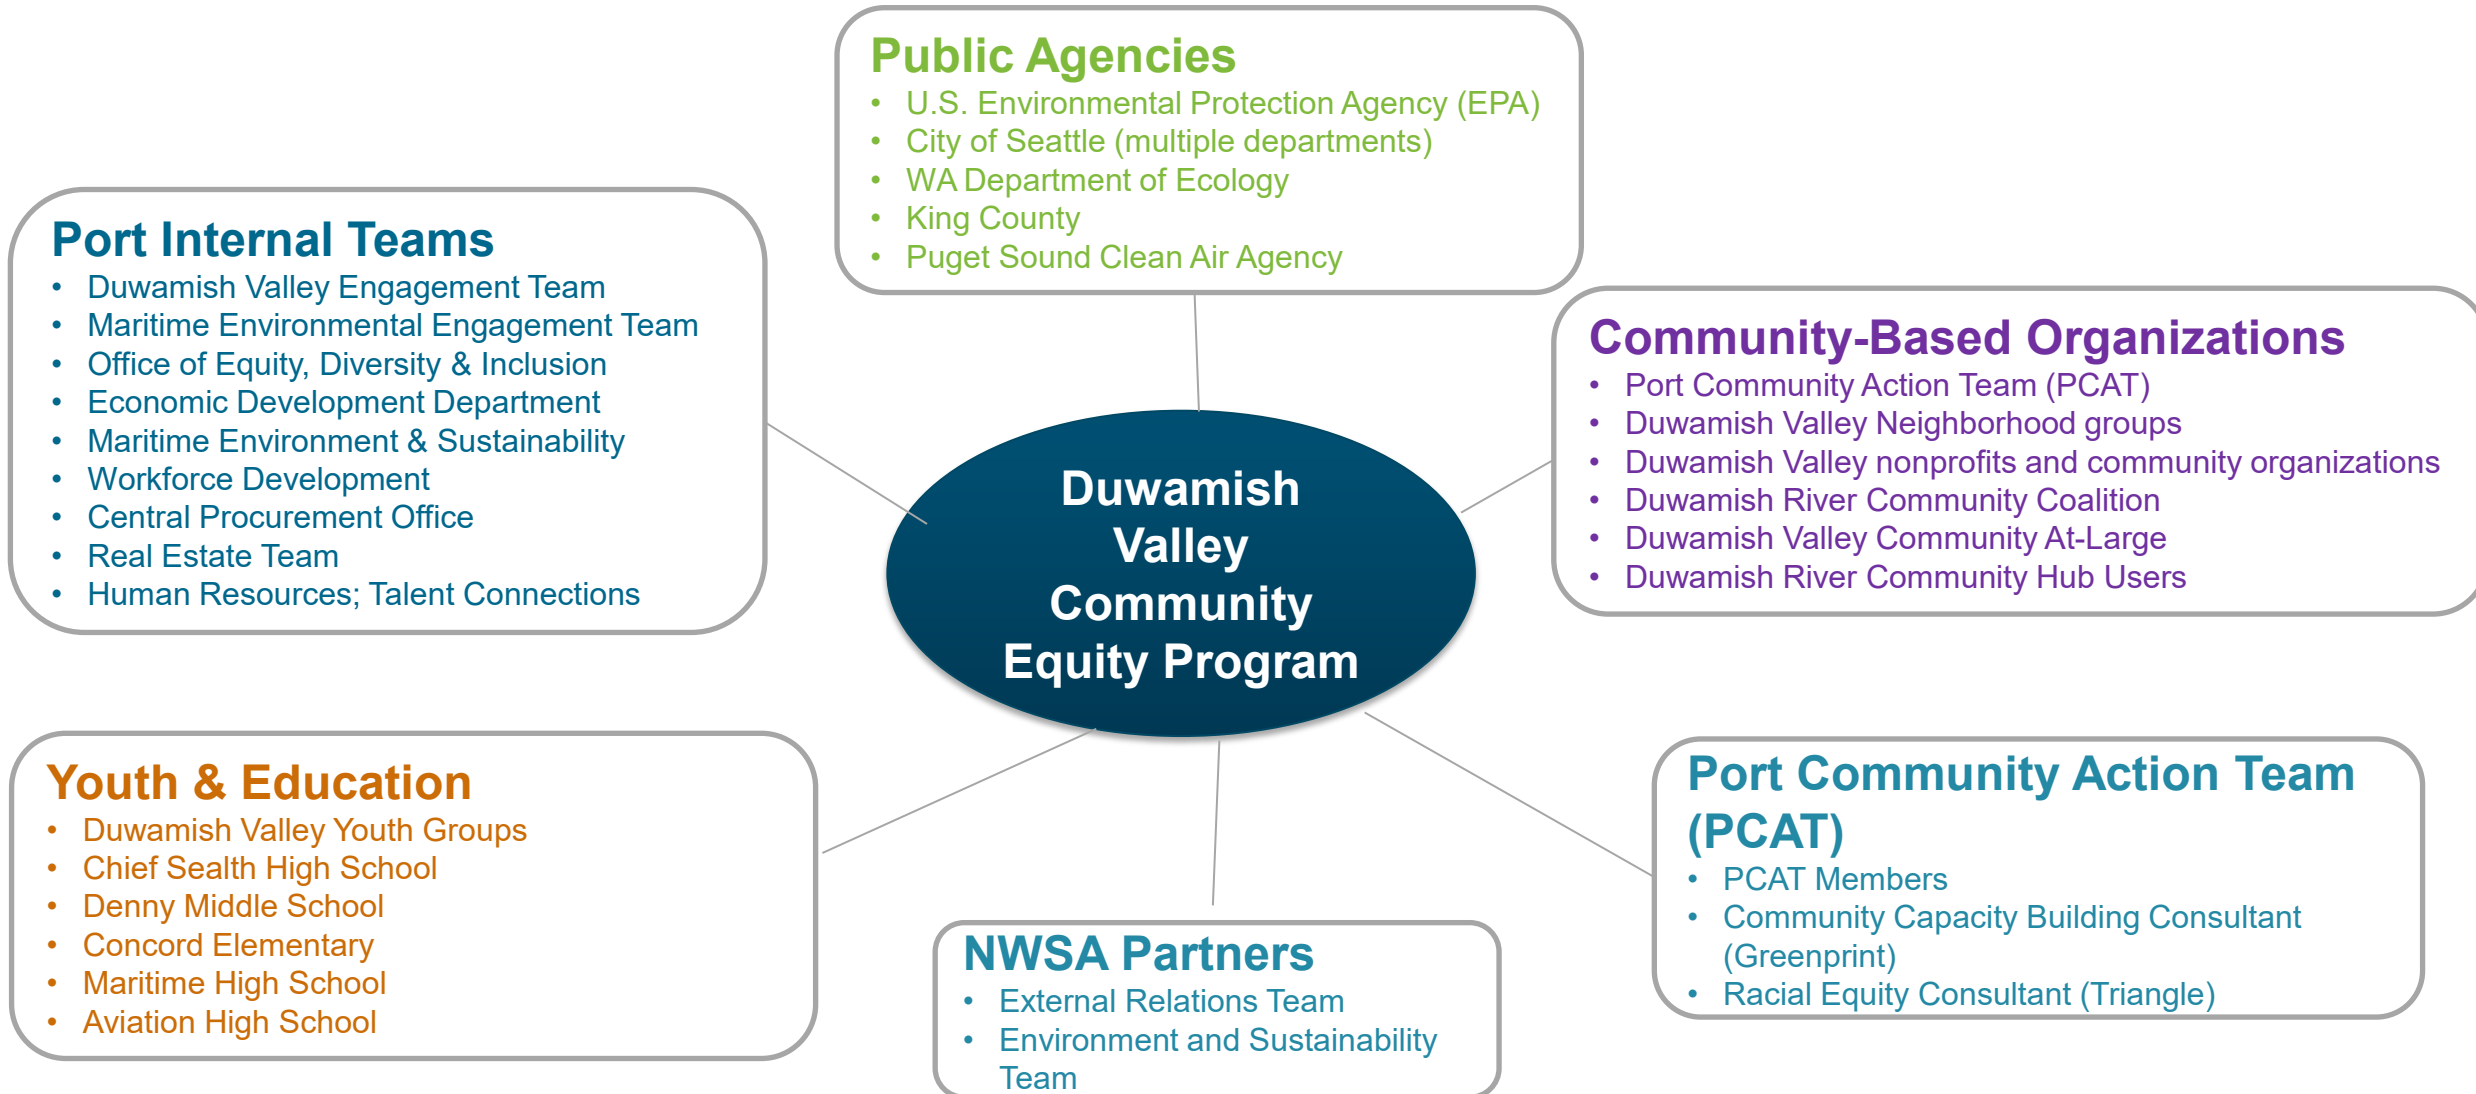 Public Agencies
• U.S. Environmental Protection Agency (EPA)
• City of Seattle (multiple departments)
• WA Department of Ecology
• King County
• Puget Sound Clean Air Agency
Port Internal Teams
• Duwamish Valley Engagement Team
• Maritime Environmental Engagement Team
• Office of Equity, Diversity & Inclusion
• Economic Development Department
• Maritime Environment & Sustainability
• Workforce Development
• Central Procurement Office
• Real Estate Team
• Human Resources; Talent Connections
Community-Based Organizations
• Port Community Action Team (PCAT)
• Duwamish Valley Neighborhood groups
• Duwamish Valley nonprofits and community organizations
• Duwamish River Community Coalition
• Duwamish Valley Community At-Large
• Duwamish River Community Hub Users
Duwamish
Valley
Community
Equity Program
Youth & Education
• Duwamish Valley Youth Groups
• Chief Sealth High School
• Denny Middle School
• Concord Elementary
• Maritime High School
• Aviation High School
NWSA Partners
• External Relations Team
• Environment and Sustainability
Team
Port Community Action Team
(PCAT)
• PCAT Members
• Community Capacity Building Consultant
(Greenprint)
• Racial Equity Consultant (Triangle)